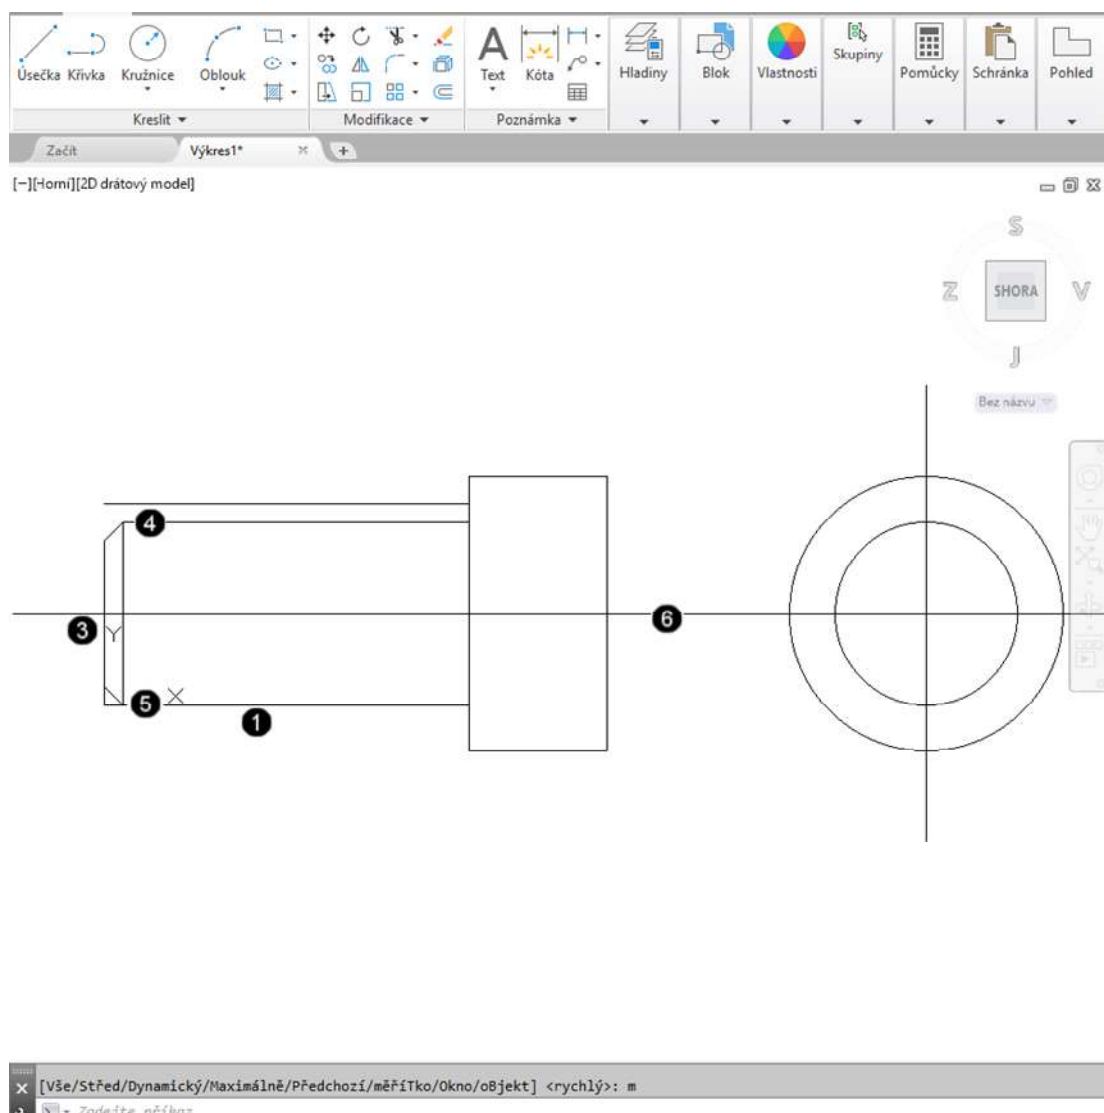 Úsečka Křivka Kružnice Oblouk Text Kóta Hladiny Blok Vlastnosti Skupiny Pomůcky Schránka Pohled
Kreslit Modifikace Poznámka
Začít Výkres1*
[−][Horní][2D drátový model]
S
Z SHORA V
J
Bez názvu
4
6
3 Y
5 X
1
[Vše/Střed/Dynamický/Maximálně/Předchozí/měříTko/Okno/oBjekt] <rychlý>: m
Zadejte příkaz